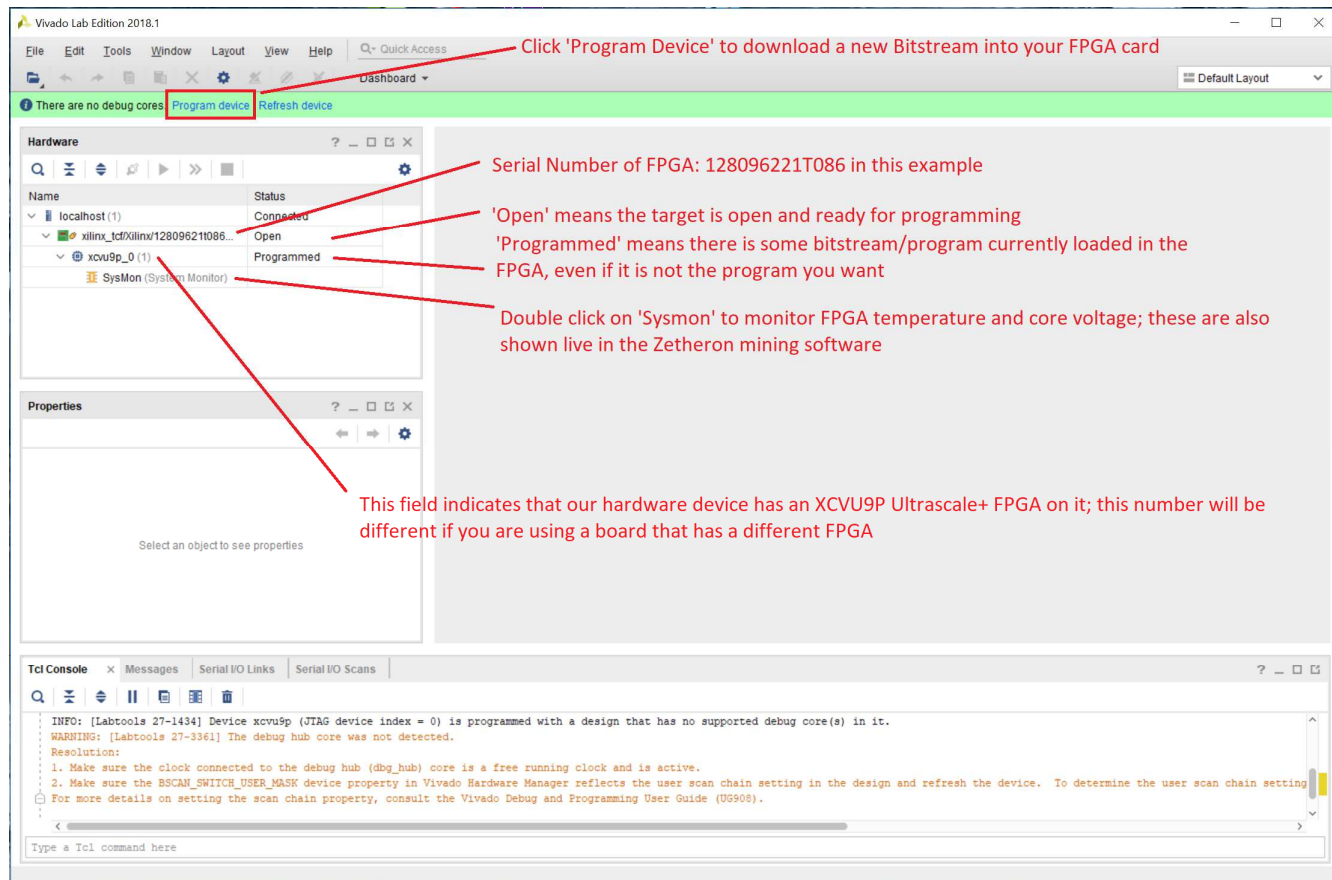 Vivado Lab Edition 2018.1
File Edit Tools Window Layout View Help Quick Access
Click 'Program Device' to download a new Bitstream into your FPGA card
Dashboard
Default Layout
There are no debug cores. Program device Refresh device
Hardware
Serial Number of FPGA: 128096221T086 in this example
Name Status
localhost (1) Connected
'Open' means the target is open and ready for programming
xilinx_tcf/Xilinx/12809621t086... Open
'Programmed' means there is some bitstream/program currently loaded in the
xcvu9p_0 (1) Programmed
FPGA, even if it is not the program you want
SysMon (System Monitor)
Double click on 'Sysmon' to monitor FPGA temperature and core voltage; these are also
shown live in the Zetheron mining software
Properties
This field indicates that our hardware device has an XCVU9P Ultrascale+ FPGA on it; this number will be
different if you are using a board that has a different FPGA
Select an object to see properties
Tcl Console Messages Serial I/O Links Serial I/O Scans
INFO: [Labtools 27-1434] Device xcvu9p (JTAG device index = 0) is programmed with a design that has no supported debug core(s) in it.
WARNING: [Labtools 27-3361] The debug hub core was not detected.
Resolution:
1. Make sure the clock connected to the debug hub (dbg_hub) core is a free running clock and is active.
2. Make sure the BSCAN_SWITCH_USER_MASK device property in Vivado Hardware Manager reflects the user scan chain setting in the design and refresh the device. To determine the user scan chain setting
For more details on setting the scan chain property, consult the Vivado Debug and Programming User Guide (UG908).
Type a Tcl command here